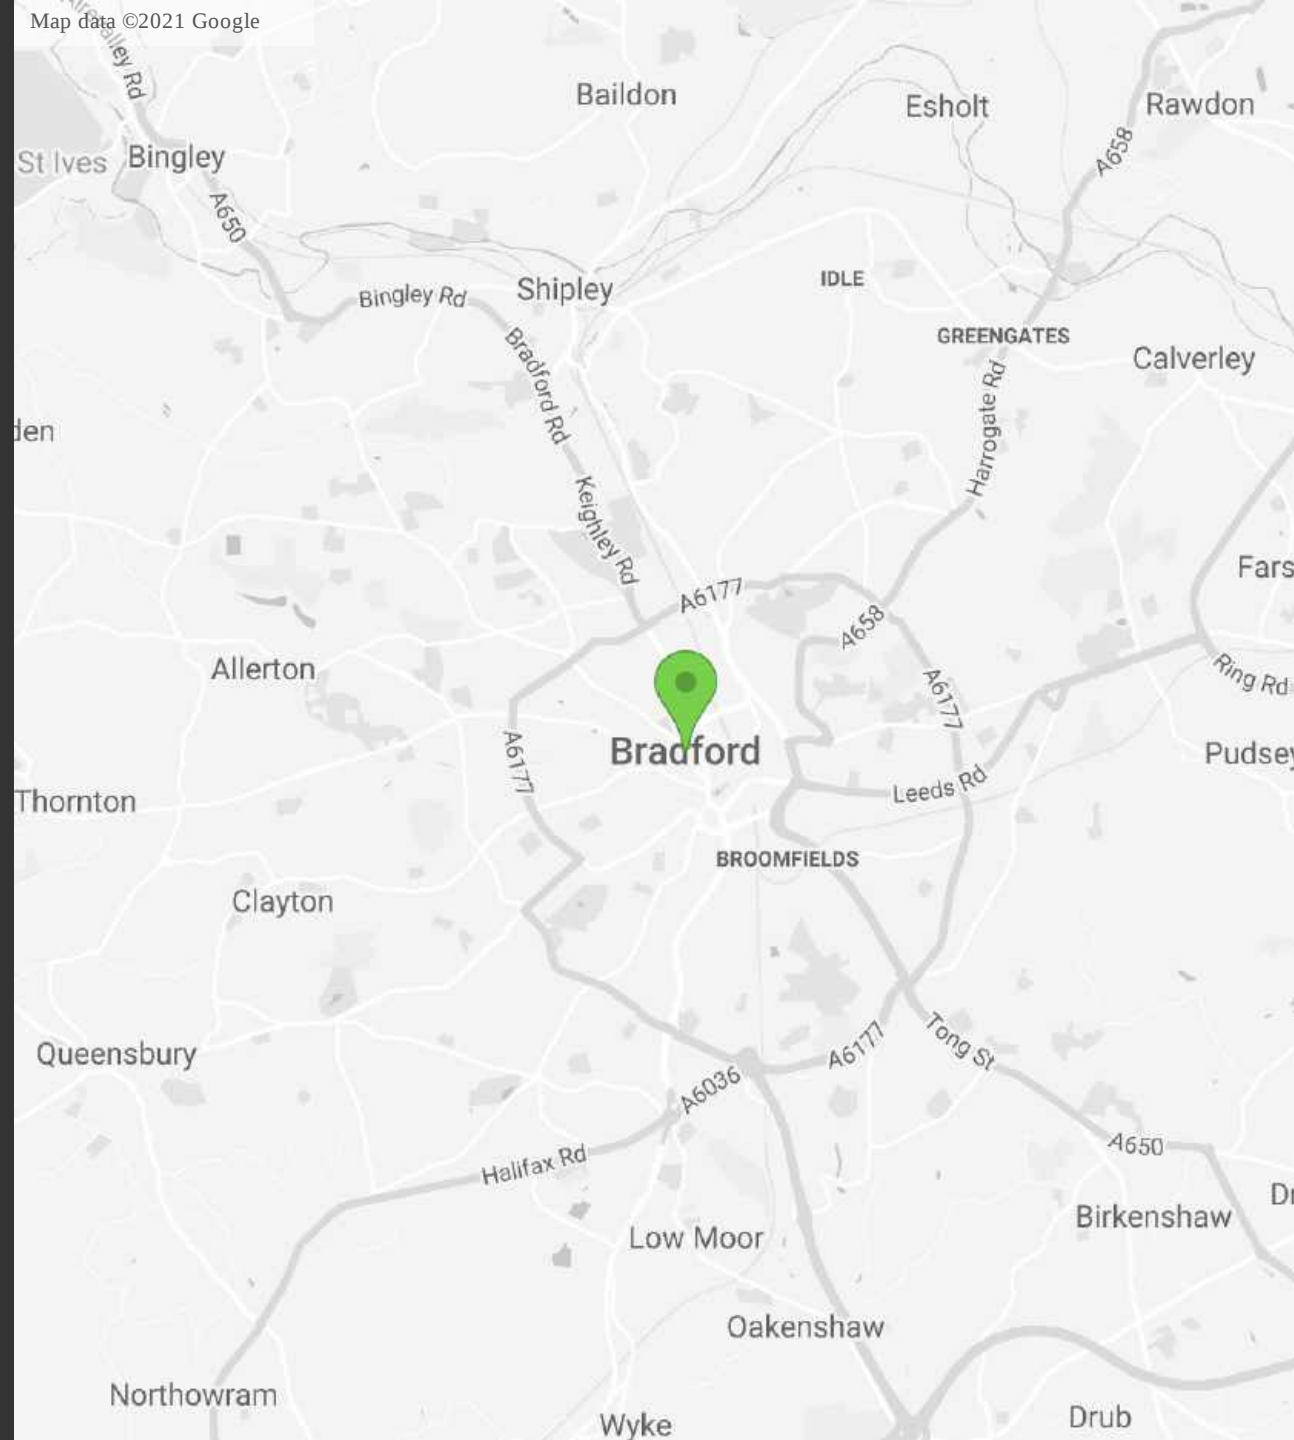 Map data ©2021 Google
Airevalley Rd
Baildon
Esholt
Rawdon
A658
St Ives
Bingley
A650
Shipley
IDLE
Bingley Rd
GREENGATES
Calverley
Bradford Rd
Harrogate Rd
den
Keighley Rd
Fars
A6177
A658
Allerton
A6177
Ring Rd
A6177
Bradford
Pudsey
Leeds Rd
Thornton
BROOMFIELDS
Clayton
Queensbury
A6177
Tong St
A6036
A650
Halifax Rd
Dr
Birkenshaw
Low Moor
Oakenshaw
Northowram
Drub
Wyke